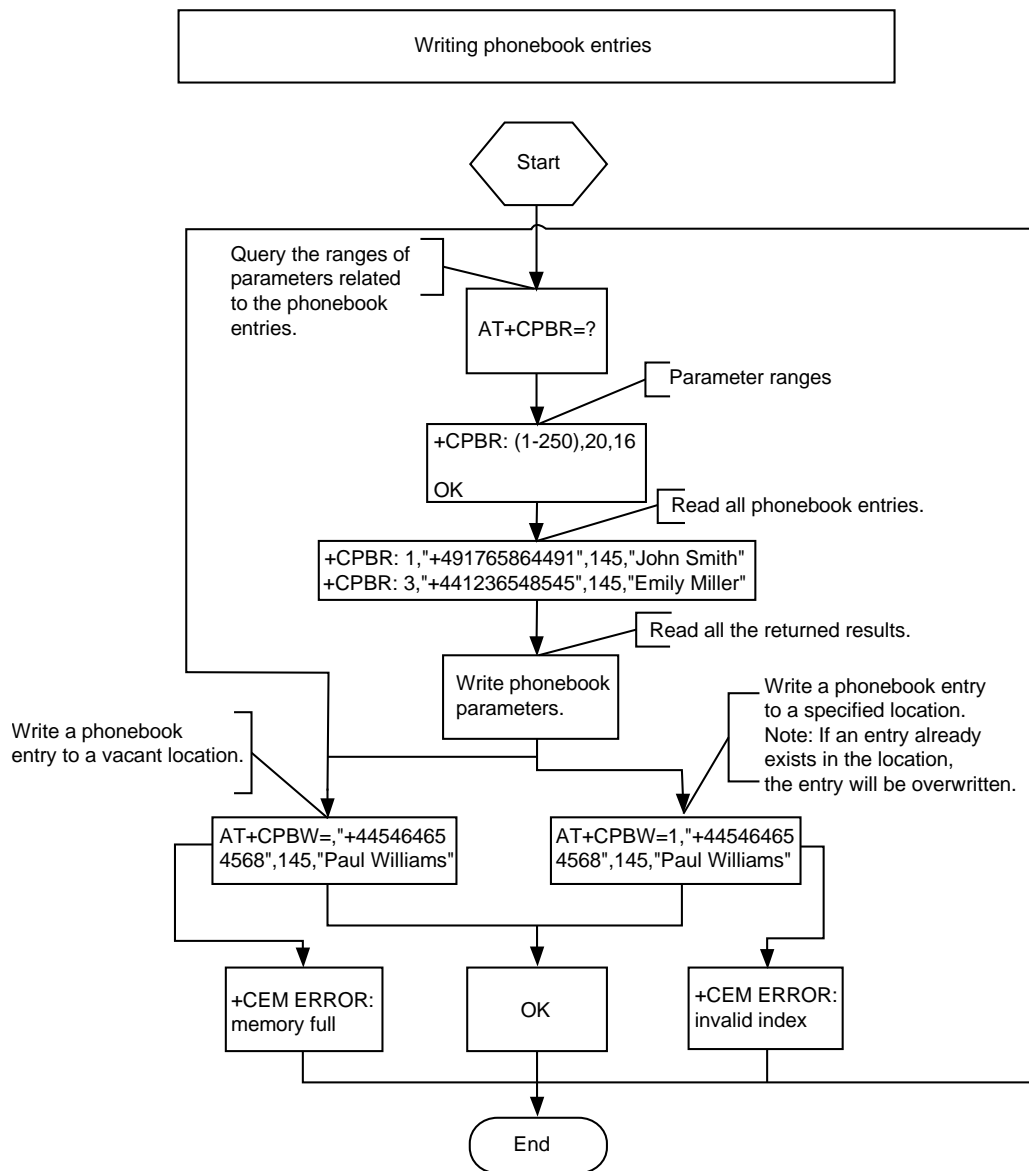 Writing phonebook entries
Start
Query the ranges of
parameters related
to the phonebook
entries.
AT+CPBR=?
Parameter ranges
+CPBR: (1-250),20,16
OK
Read all phonebook entries.
+CPBR: 1,"+491765864491",145,"John Smith"
+CPBR: 3,"+441236548545",145,"Emily Miller"
Read all the returned results.
Write phonebook
parameters.
Write a phonebook entry
to a specified location.
Note: If an entry already
exists in the location,
the entry will be overwritten.
Write a phonebook
entry to a vacant location.
AT+CPBW=,"+44546465
4568",145,"Paul Williams"
AT+CPBW=1,"+44546465
4568",145,"Paul Williams"
+CEM ERROR:
memory full
OK
+CEM ERROR:
invalid index
End